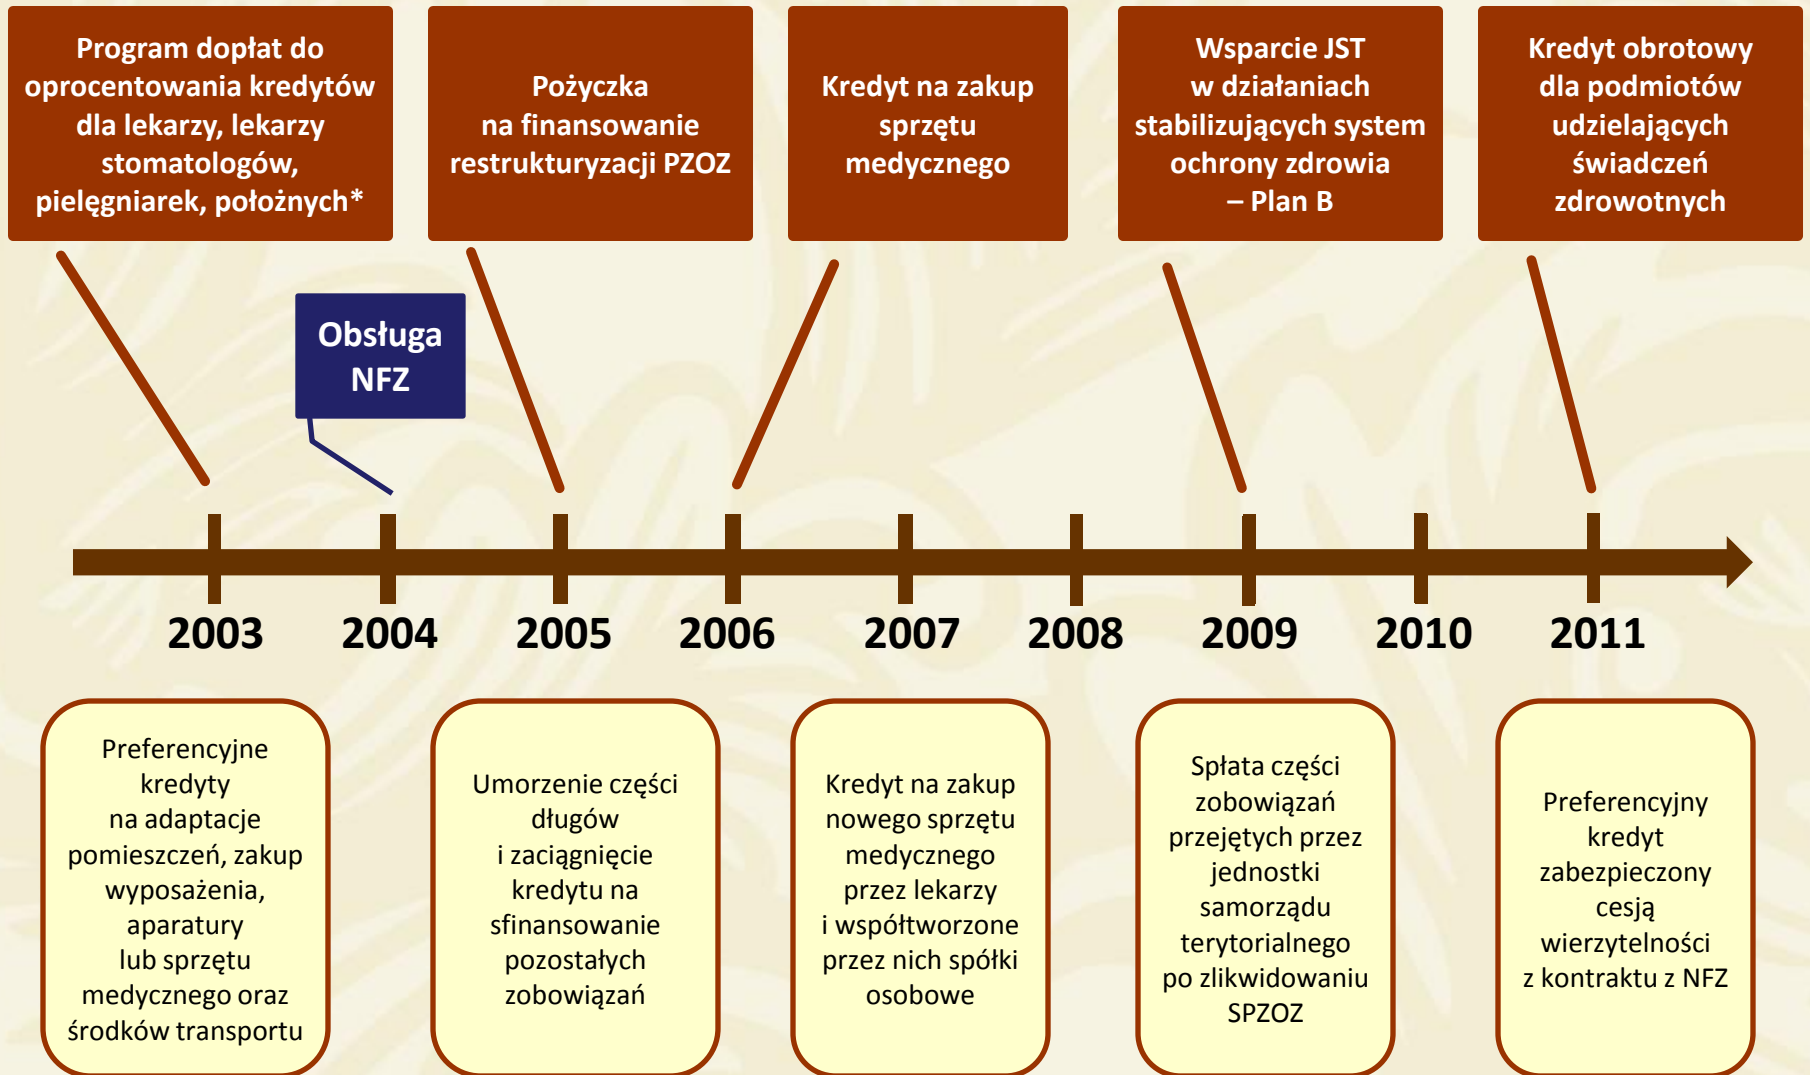 Program dopłat do
oprocentowania kredytów
dla lekarzy, lekarzy
stomatologów,
pielęgniarek, położnych*
Pożyczka
na finansowanie
restrukturyzacji PZOZ
Kredyt na zakup
sprzętu
medycznego
Wsparcie JST
w działaniach
stabilizujących system
ochrony zdrowia
– Plan B
Kredyt obrotowy
dla podmiotów
udzielających
świadczeń
zdrowotnych
Obsługa
NFZ
2003 2004 2005 2006 2007 2008 2009 2010 2011
Preferencyjne
kredyty
na adaptacje
pomieszczeń, zakup
wyposażenia,
aparatury
lub sprzętu
medycznego oraz
środków transportu
Umorzenie części
długów
i zaciągnięcie
kredytu na
sfinansowanie
pozostałych
zobowiązań
Kredyt na zakup
nowego sprzętu
medycznego
przez lekarzy
i współtworzone
przez nich spółki
osobowe
Spłata części
zobowiązań
przejętych przez
jednostki
samorządu
terytorialnego
po zlikwidowaniu
SPZOZ
Preferencyjny
kredyt
zabezpieczony
cesją
wierzytelności
z kontraktu z NFZ